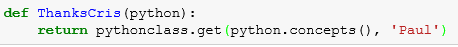 def ThanksCris(python):
    return pythonclass.get(python.concepts(), 'Paul')